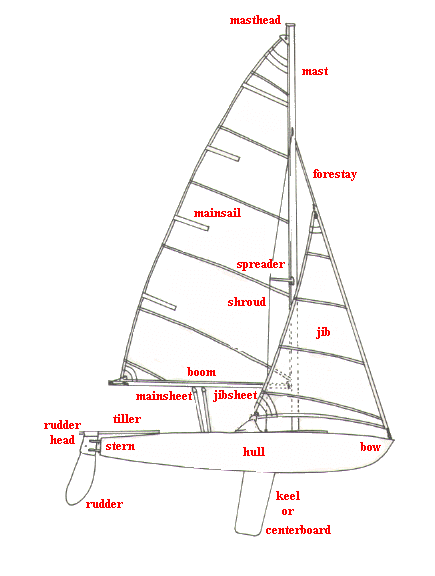 masthead
mast
forestay
mainsail
spreader
shroud
jib
boom
mainsheet
jibsheet
tiller
rudder
head
stern
hull
bow
rudder
keel
or
centerboard